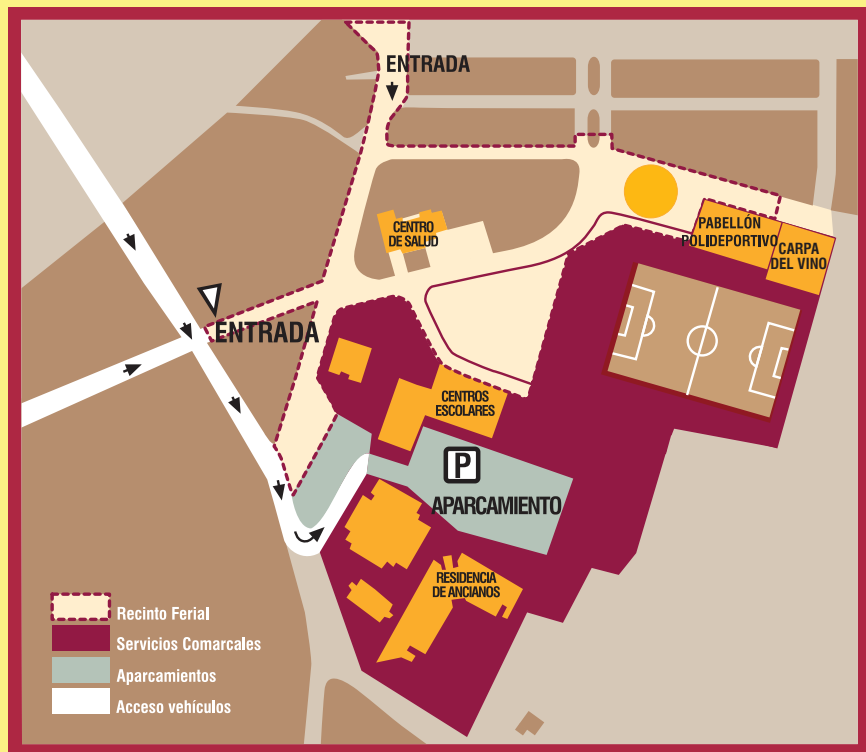 ENTRADA
CENTRO
DE SALUD
PABELLÓN
POLIDEPORTIVO
CARPA
DEL VINO
ENTRADA
CENTROS
ESCOLARES
P
APARCAMIENTO
RESIDENCIA
DE ANCIANOS
Recinto Ferial
Servicios Comarcales
Aparcamientos
Acceso vehículos